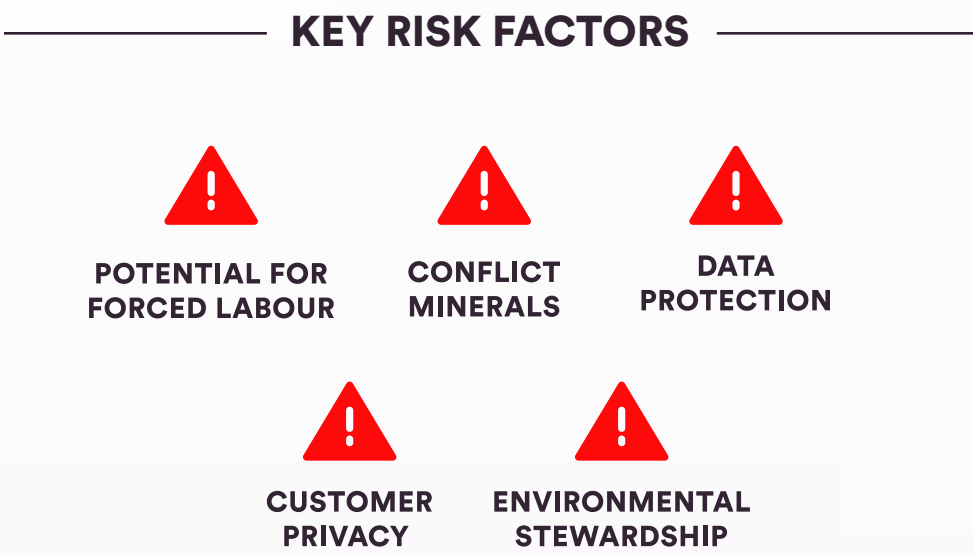 KEY RISK FACTORS
POTENTIAL FOR
FORCED LABOUR
CONFLICT
MINERALS
DATA
PROTECTION
CUSTOMER
PRIVACY
ENVIRONMENTAL
STEWARDSHIP